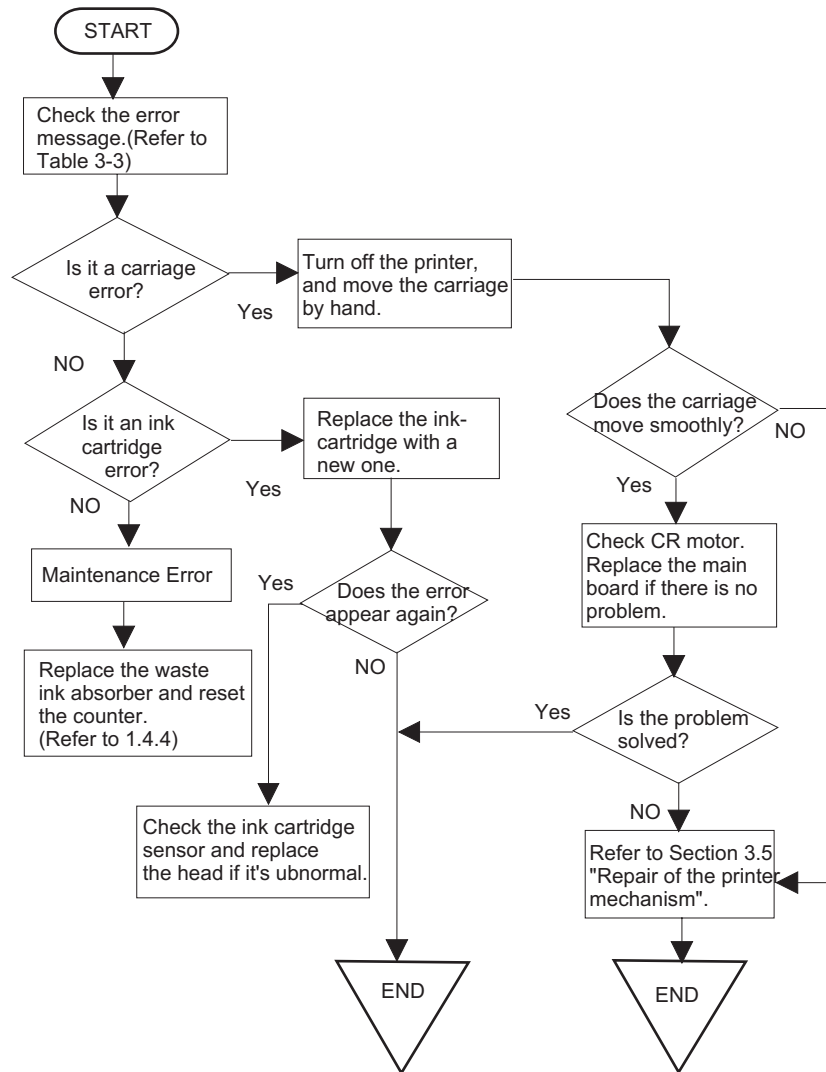 START
Check the error
message.(Refer to
Table 3-3)
Is it a carriage
error?
Yes
NO
Turn off the printer,
and move the carriage
by hand.
Does the carriage
move smoothly?
NO
Yes
Is it an ink
cartridge
error?
Yes
NO
Replace the ink-
cartridge with a
new one.
Check CR motor.
Replace the main
board if there is no
problem.
Maintenance Error
Does the error
appear again?
Yes
NO
Replace the waste
ink absorber and reset
the counter.
(Refer to 1.4.4)
Is the problem
solved?
Yes
NO
Check the ink cartridge
sensor and replace
the head if it's ubnormal.
Refer to Section 3.5
"Repair of the printer
mechanism".
END
END